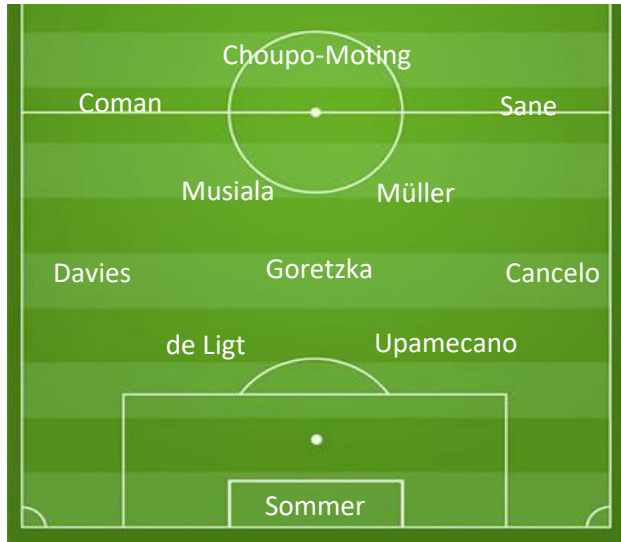 Choupo-Moting
Coman
Sane
Musiala
Müller
Davies
Goretzka
Cancelo
de Ligt
Upamecano
Sommer